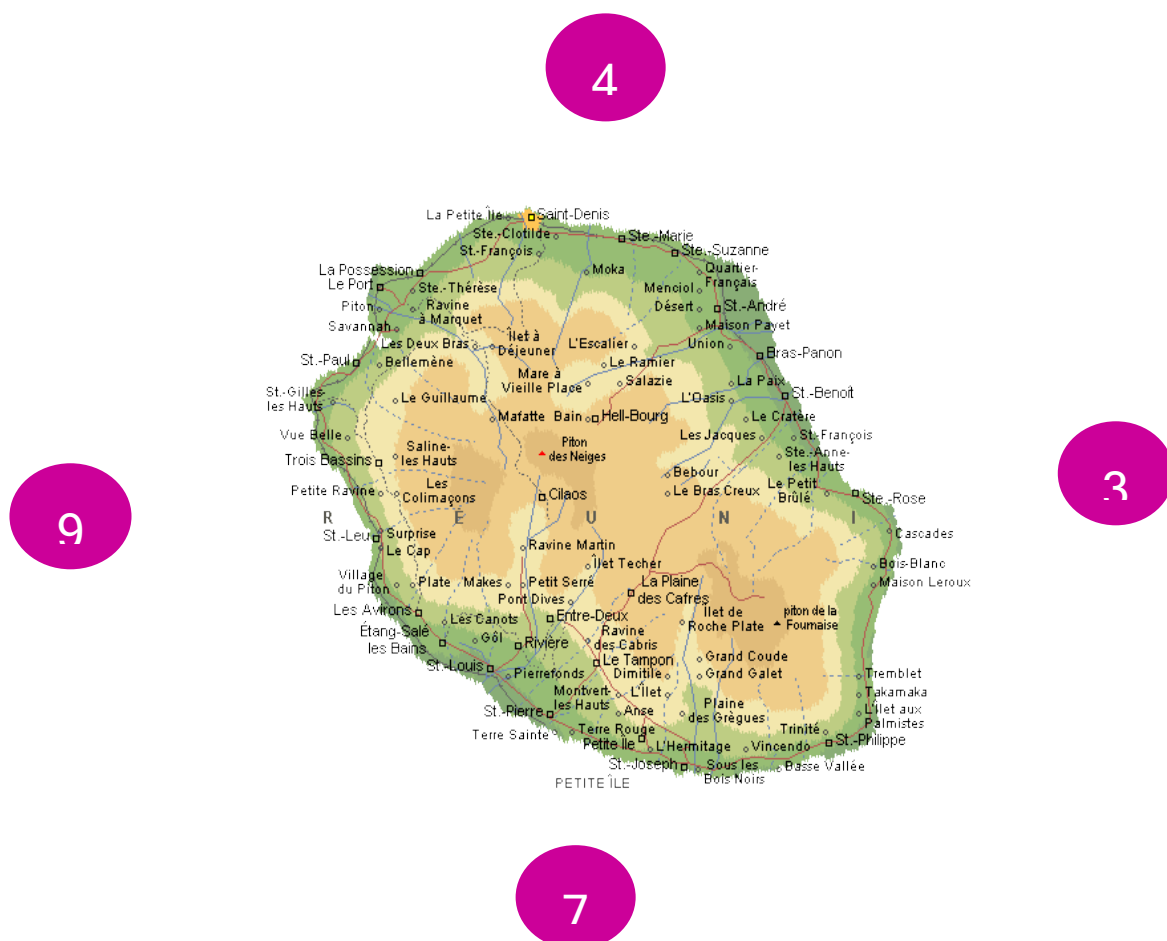 4
La Petite Île
Saint-Denis
Ste.-Clotilde
Ste.-Marie
St.-François
Ste.-Suzanne
La Possession
Moka
Quartier-
Français
Le Port
Ste.-Thérèse
Menciol
Piton
Ravine
à Marquet
Désert
St.-André
Savannah
Maison Payet
Les Deux Bras
Îlet à
Déjeuner
L'Escalier
Union
Bras-Panon
St.-Paul
Bellemène
Le Ramier
Mare à
Vieille Place
Salazie
La Paix
St.-Gilles-
les Hauts
Le Guillaume
L'Oasis
St.-Benoit
Mafatte Bain
Hell-Bourg
Le Cratère
Vue Belle
Les Jacques
St.-François
Piton
des Neiges
Saline-
les Hauts
Trois Bassins
Ste.-Anne-
les Hauts
Bebour
Les
Colimaçons
Petite Ravine
Cilaos
Le Bras Creux
Le Petit
Brûlé
Ste.-Rose
3
9
R É U N I
St.-Leu
Surprise
Cascades
Le Cap
Ravine Martin
Îlet Techer
Bois-Blanc
Village
du Piton
Plate
Makes
Petit Serré
La Plaine
des Cafres
Maison Leroux
Pont Dives
Les Avirons
Les Canots
Entre-Deux
Ilet de
Roche Plate
piton de la
Fournaise
Étang-Salé
les Bains
Gôl
Rivière
Ravine
des Cabris
St.-Louis
Le Tampon
Grand Coude
Pierrefonds
Dimitile
Grand Galet
Tremblet
Montvert-
les Hauts
L'Îlet
Takamaka
St.-Pierre
Anse
Plaine
des Grègues
L'Îlet aux
Palmistes
Terre Sainte
Terre Rouge
Trinité
Petite Île
L'Hermitage
Vincendo
St.-Philippe
St.-Joseph
Sous les
Bois Noirs
Basse Vallée
PETITE ÎLE
7